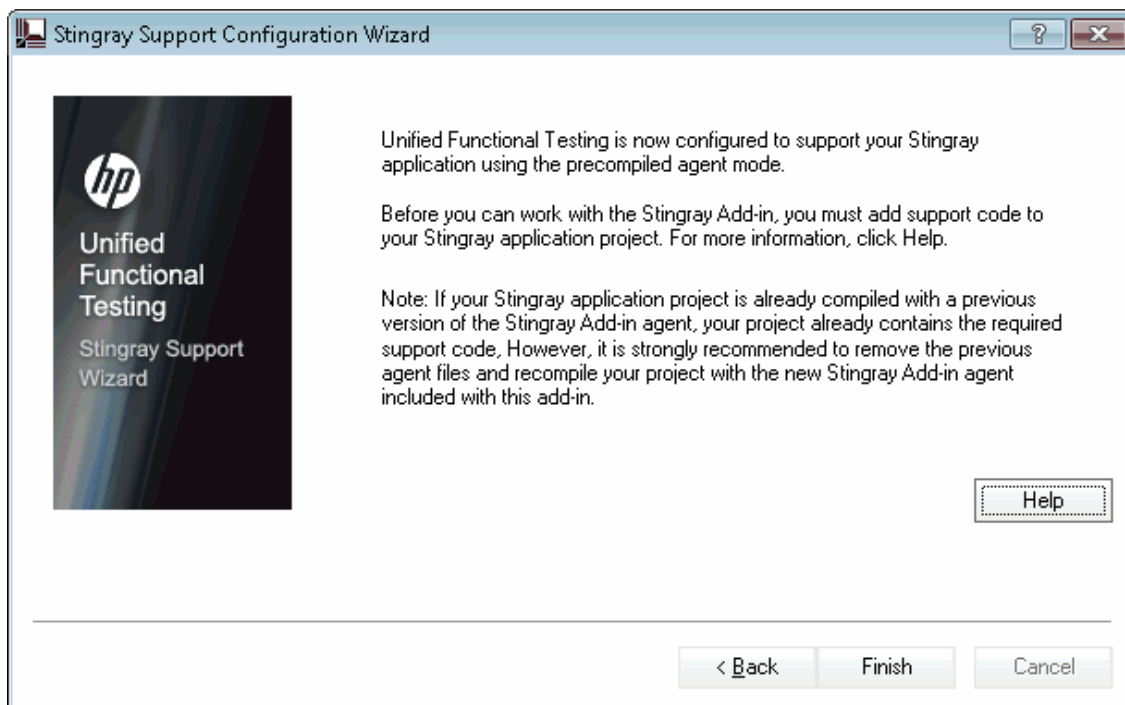 Stingray Support Configuration Wizard
?
hp
Unified
Functional
Testing
Stingray Support
Wizard
Unified Functional Testing is now configured to support your Stingray
application using the precompiled agent mode.
Before you can work with the Stingray Add-in, you must add support code to
your Stingray application project. For more information, click Help.
Note: If your Stingray application project is already compiled with a previous
version of the Stingray Add-in agent, your project already contains the required
support code, However, it is strongly recommended to remove the previous
agent files and recompile your project with the new Stingray Add-in agent
included with this add-in.
Help
< Back
Finish
Cancel